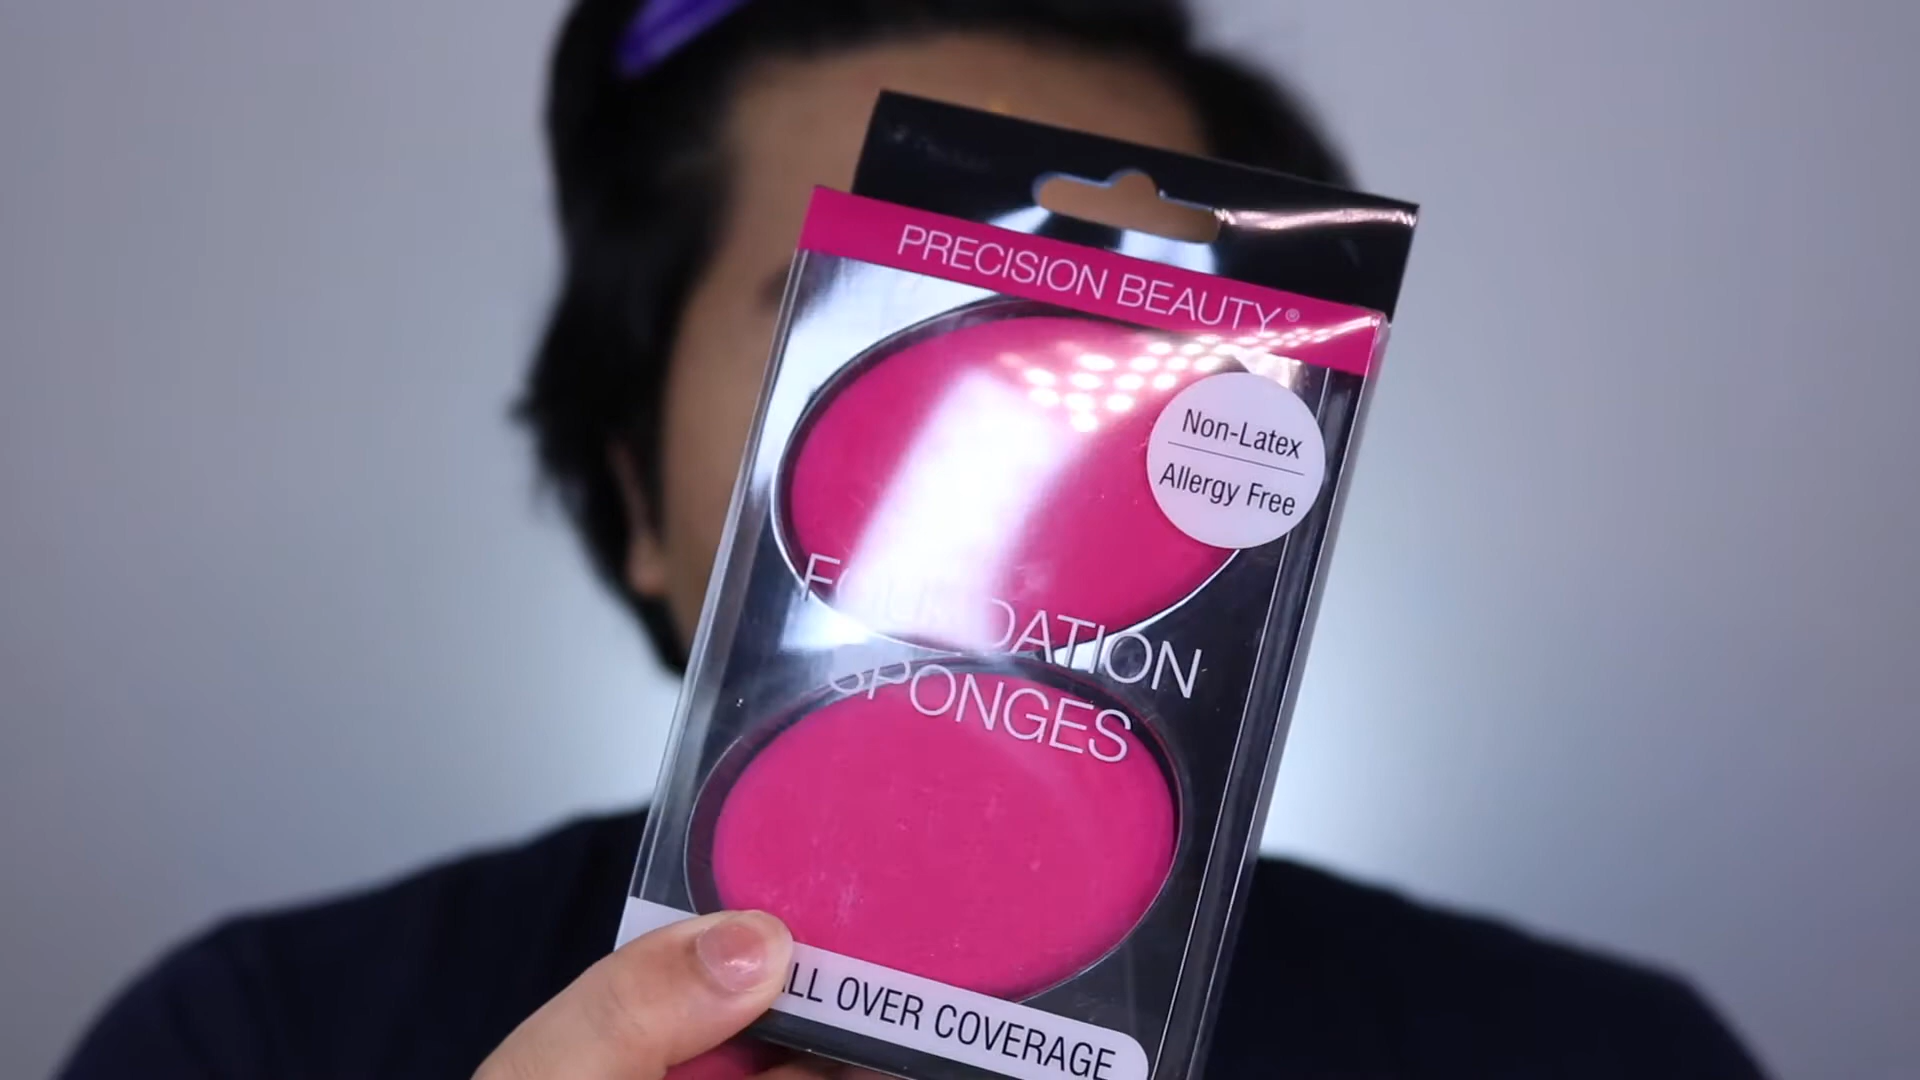 PRECISION BEAUTY®
Non-Latex
Allergy Free
FOUNDATION
SPONGES
ALL OVER COVERAGE